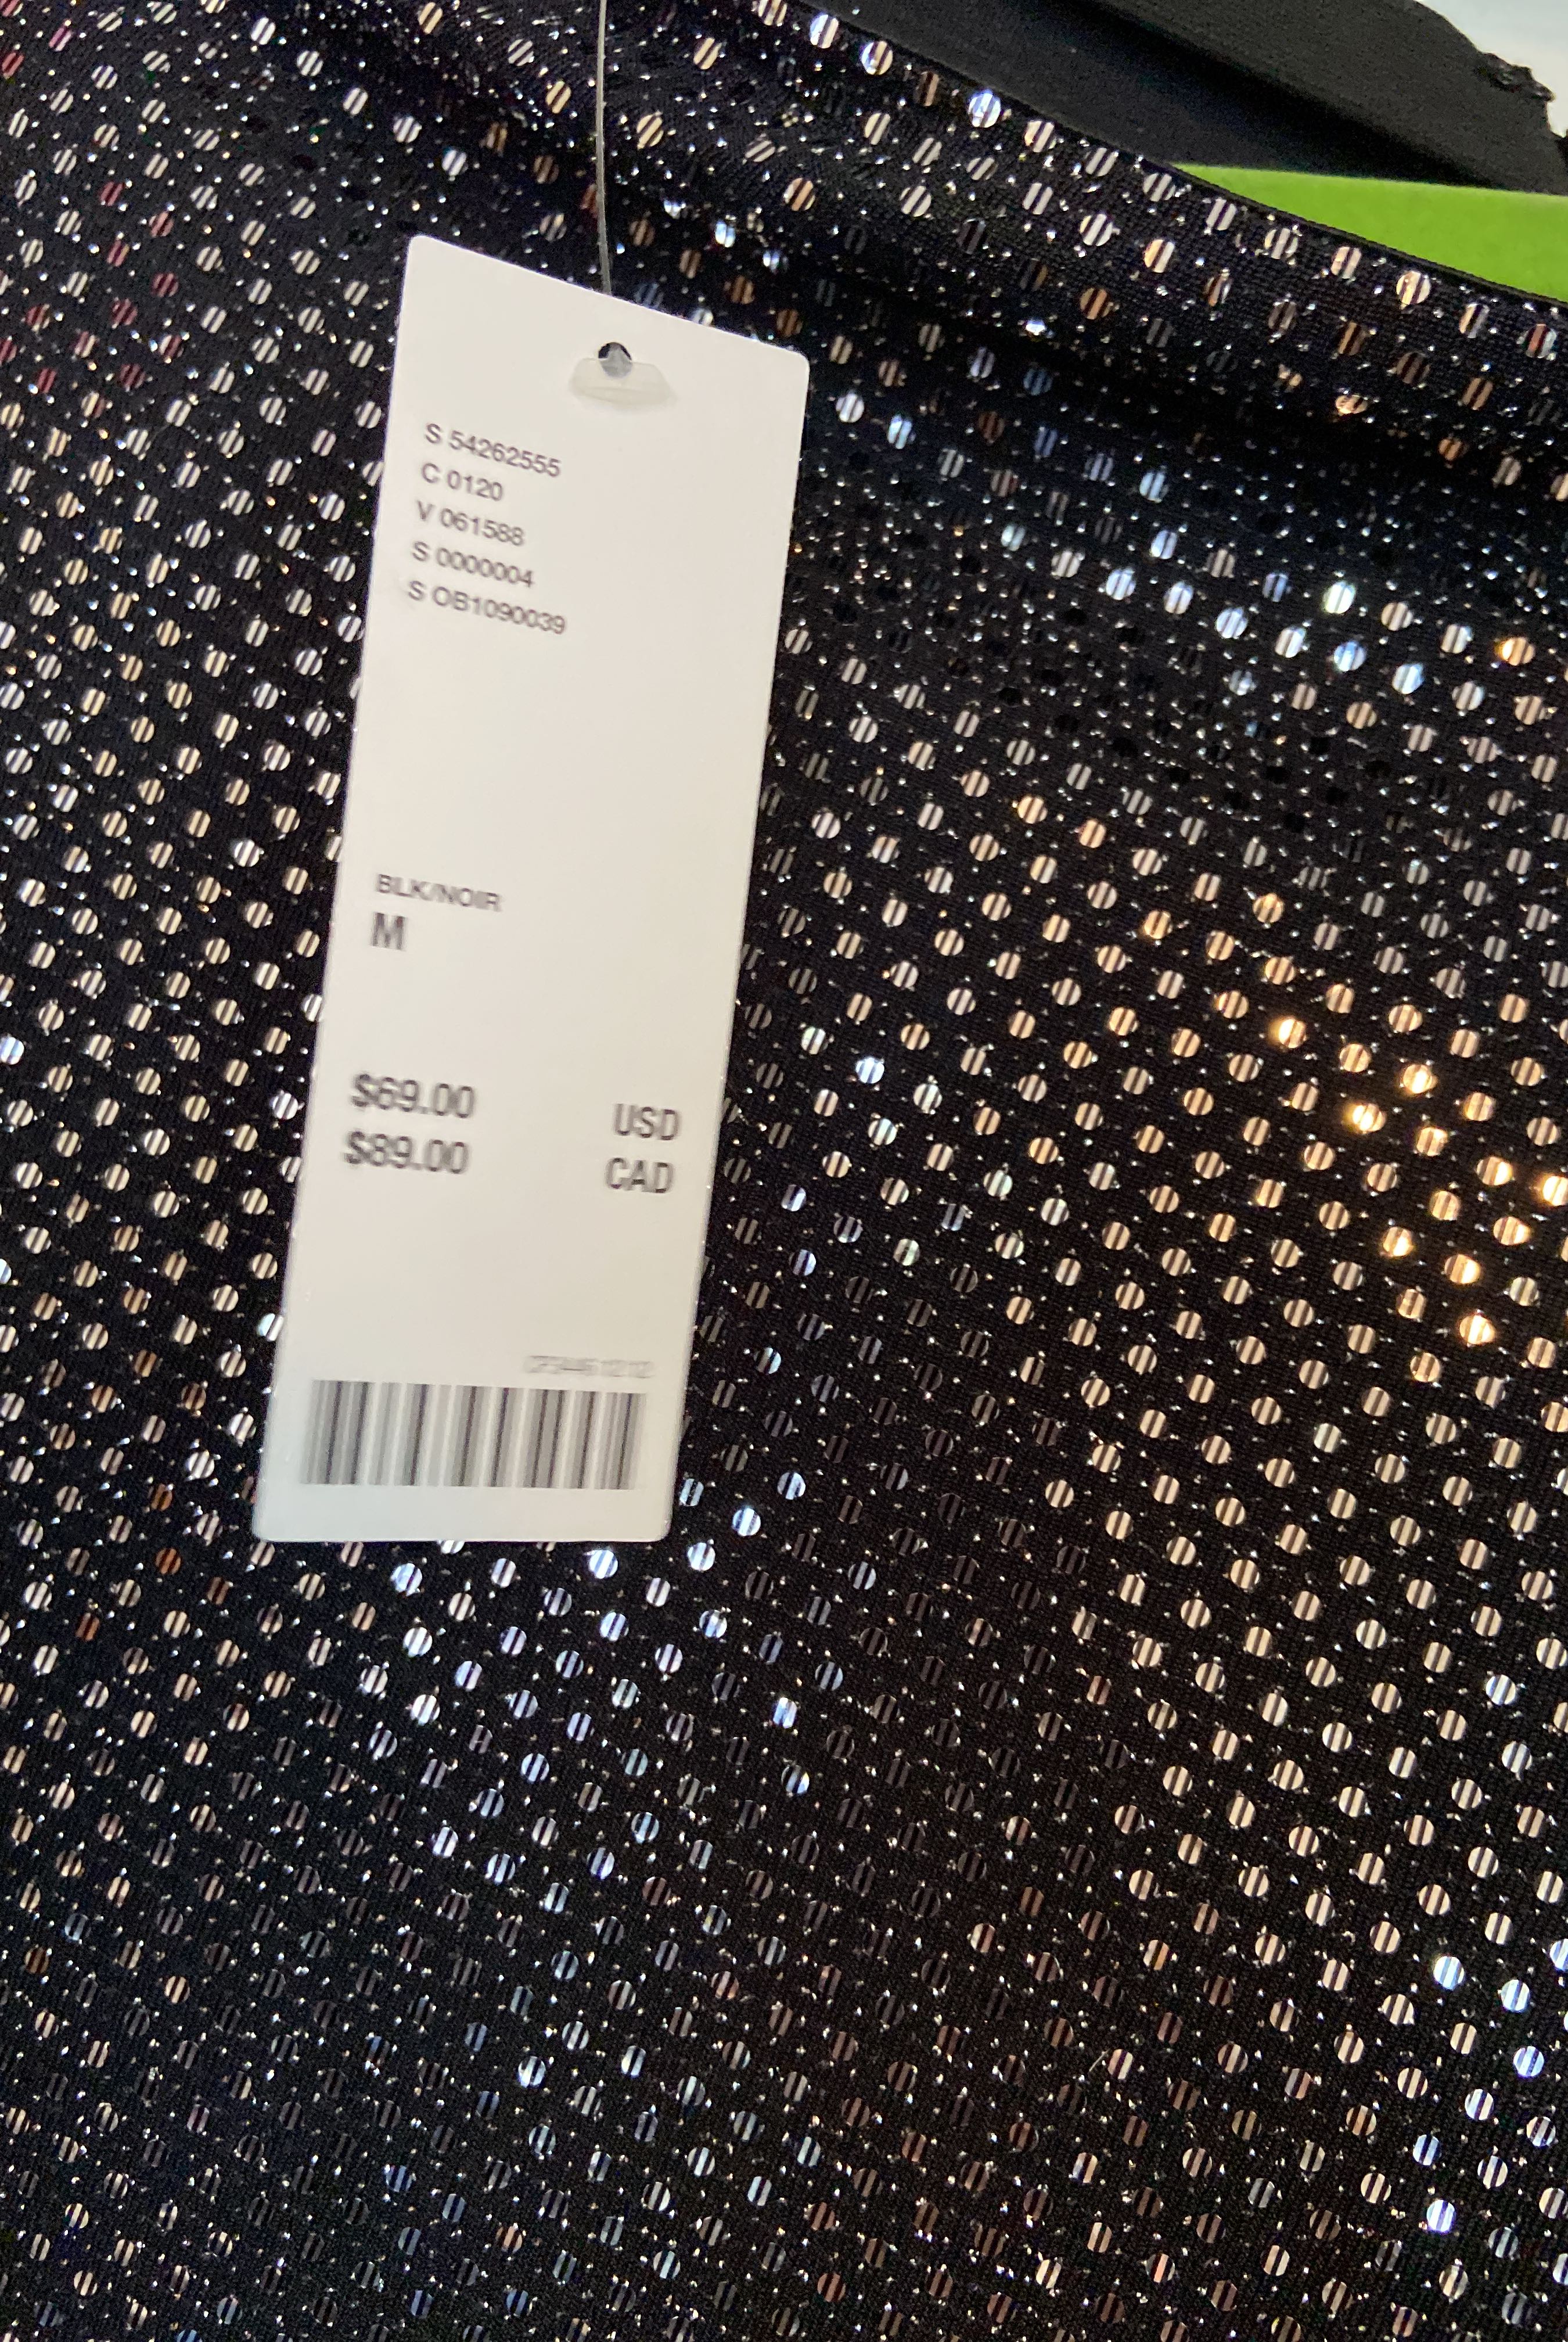 S 54262555
C 0120
V 061588
S 0000004
S OB1090039
BLK/NOIR
M
$69.00 USD
$89.00 CAD